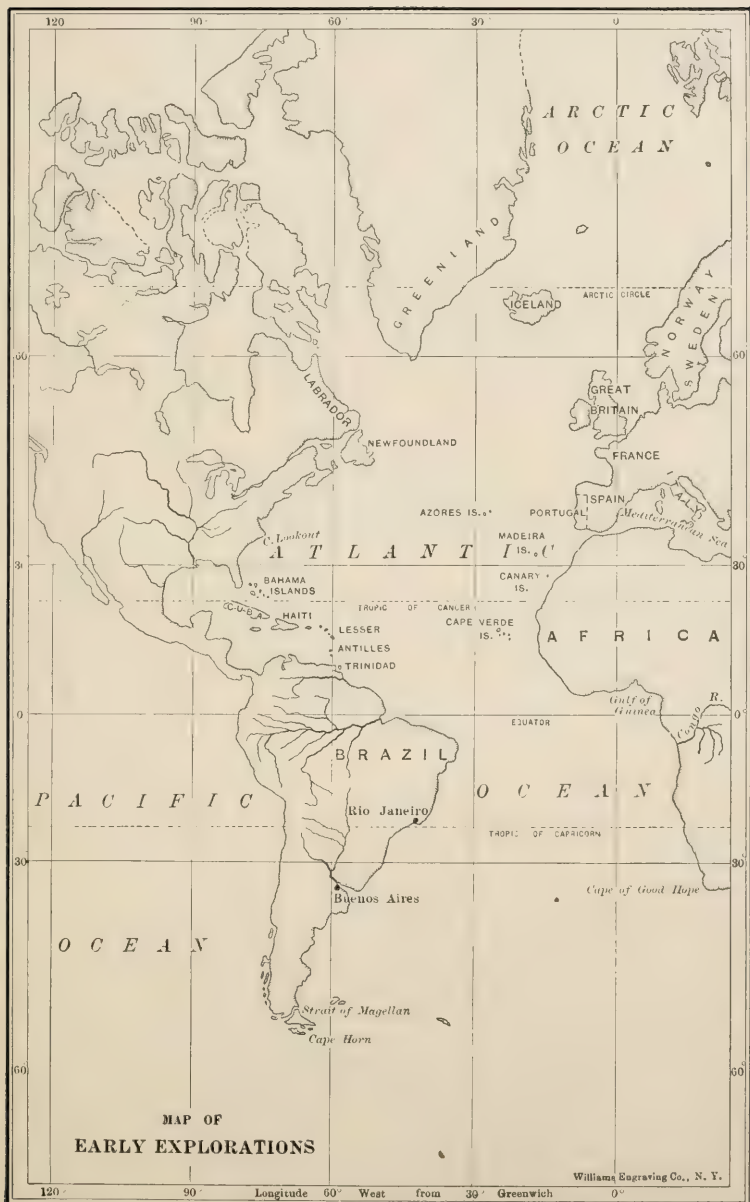 120 90° 60° 30° 0
ARCTIC
OCEAN
GREENLAND
ICELAND
ARCTIC CIRCLE
NORWAY
SWEDEN
60 60
LABRADOR
GREAT
BRITAIN
NEWFOUNDLAND
FRANCE
SPAIN
PORTUGAL
ITALY
Mediterranean Sea
AZORES IS.
C. Lookout
MADEIRA
IS.
ATLANTIC
30 30°
CANARY
IS.
BAHAMA
ISLANDS
CUBA
HAITI
TROPIC OF CANCER
LESSER
ANTILLES
CAPE VERDE
IS.
AFRICA
TRINIDAD
Gulf of
Guinea
Congo R.
0 EQUATOR 0°
BRAZIL
PACIFIC
OCEAN
Rio Janeiro
TROPIC OF CAPRICORN
30 30
Buenos Aires
Cape of Good Hope
OCEAN
Strait of Magellan
Cape Horn
60 60°
MAP OF
EARLY EXPLORATIONS
Williams Engraving Co., N. Y.
120° 90° Longitude 60° West from 30° Greenwich 0°